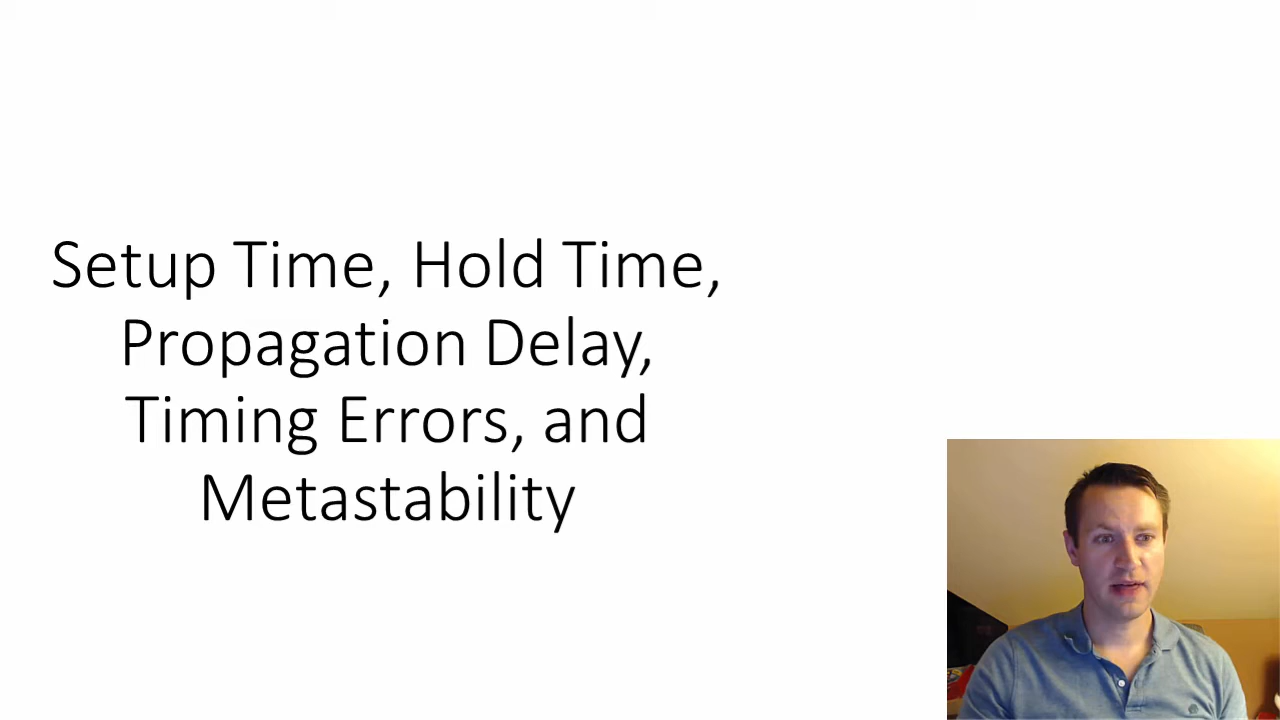 Setup Time, Hold Time,
Propagation Delay,
Timing Errors, and
Metastability